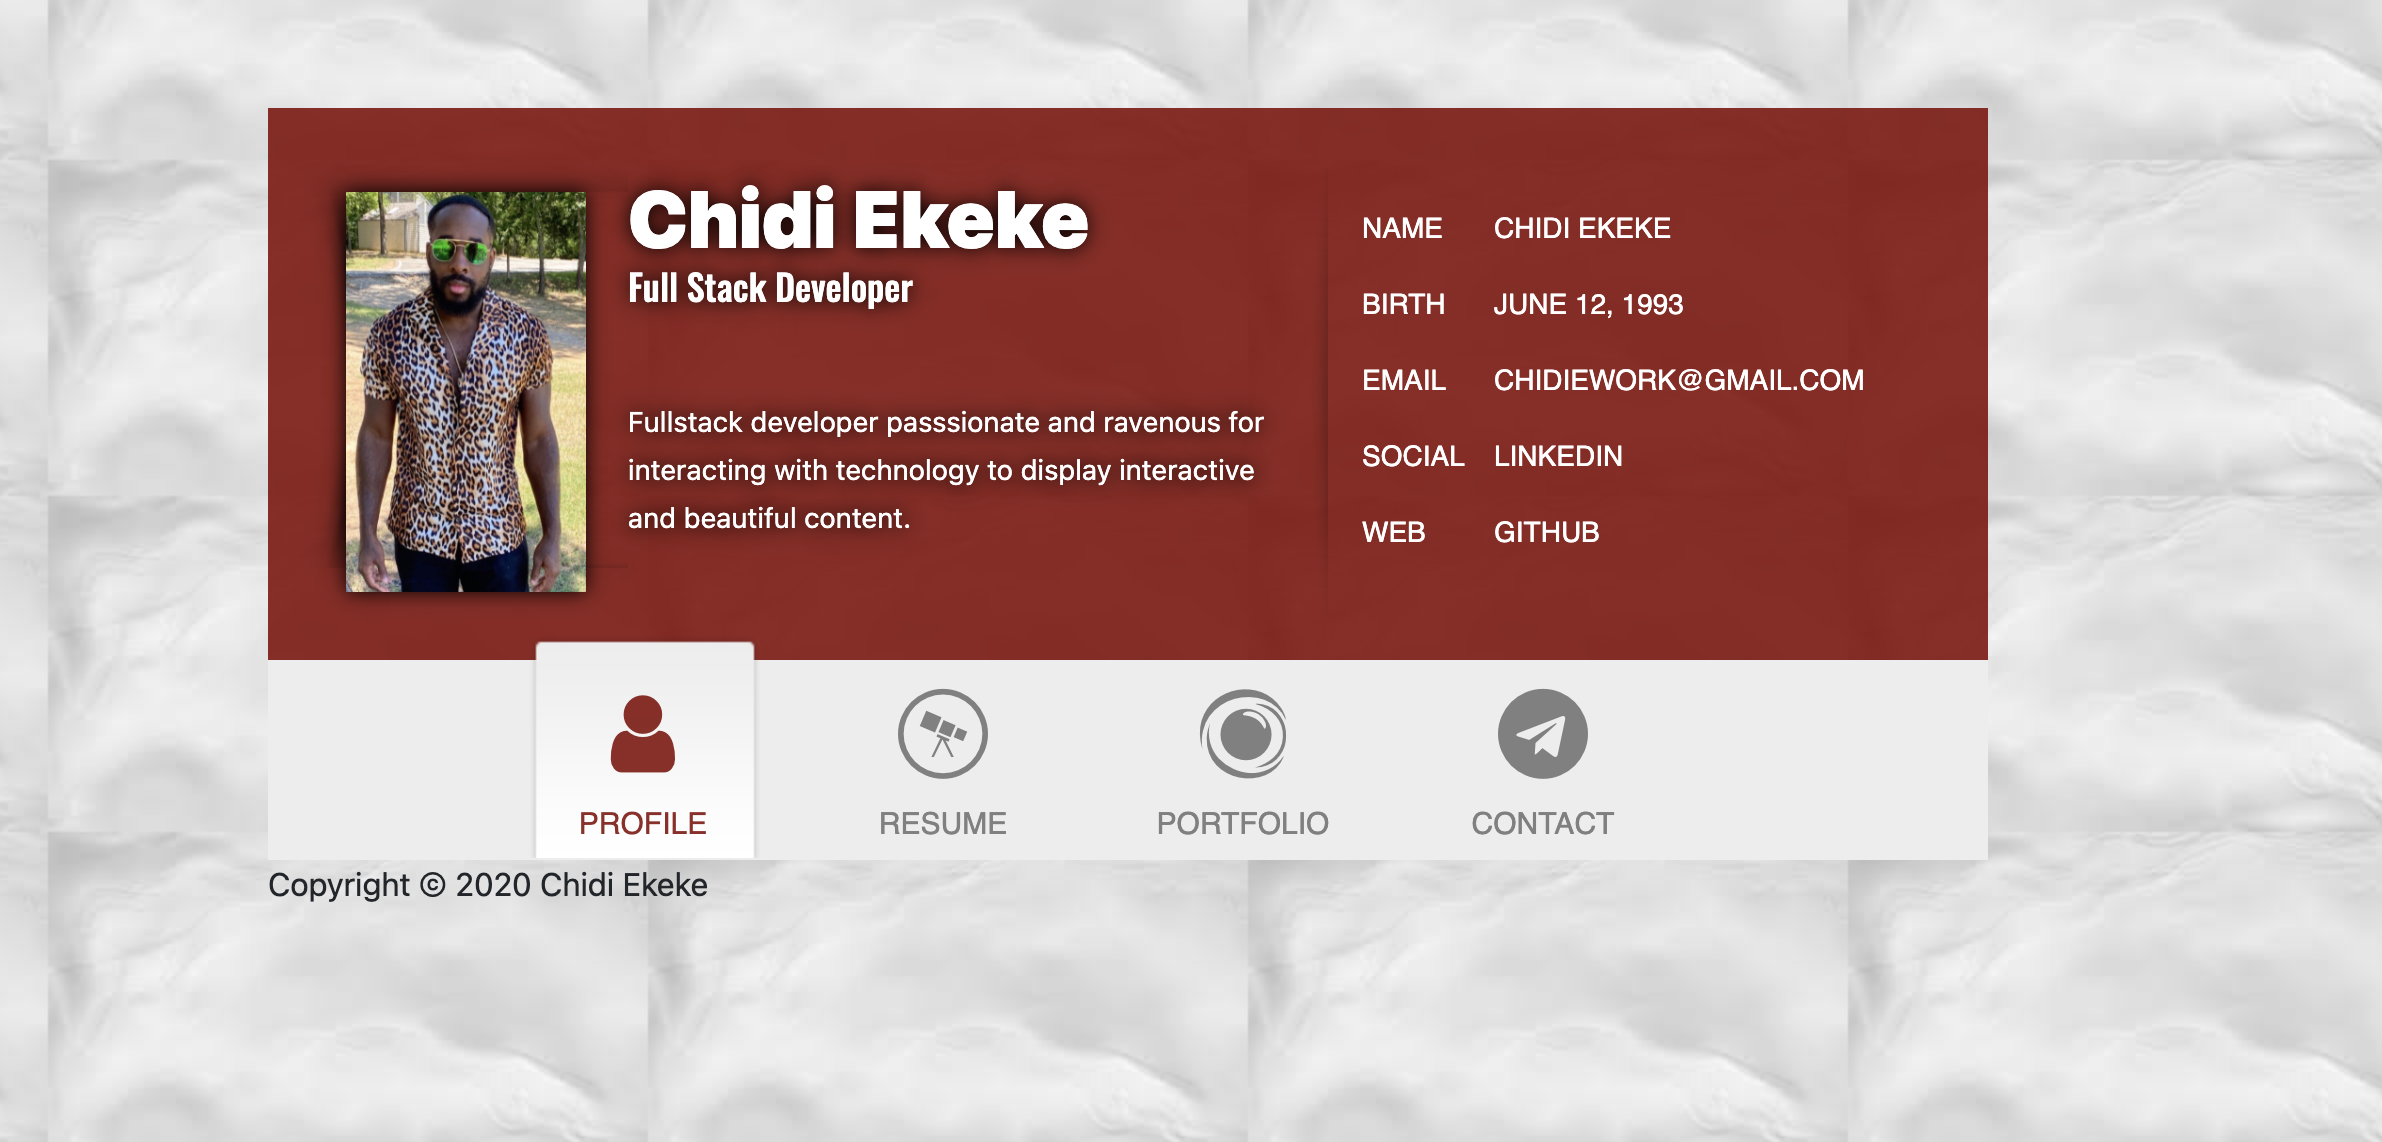 Chidi Ekeke
Full Stack Developer
Fullstack developer passsionate and ravenous for
interacting with technology to display interactive
and beautiful content.
NAME CHIDI EKEKE
BIRTH JUNE 12, 1993
EMAIL CHIDIEWORK@GMAIL.COM
SOCIAL LINKEDIN
WEB GITHUB
PROFILE
RESUME
PORTFOLIO
CONTACT
Copyright © 2020 Chidi Ekeke